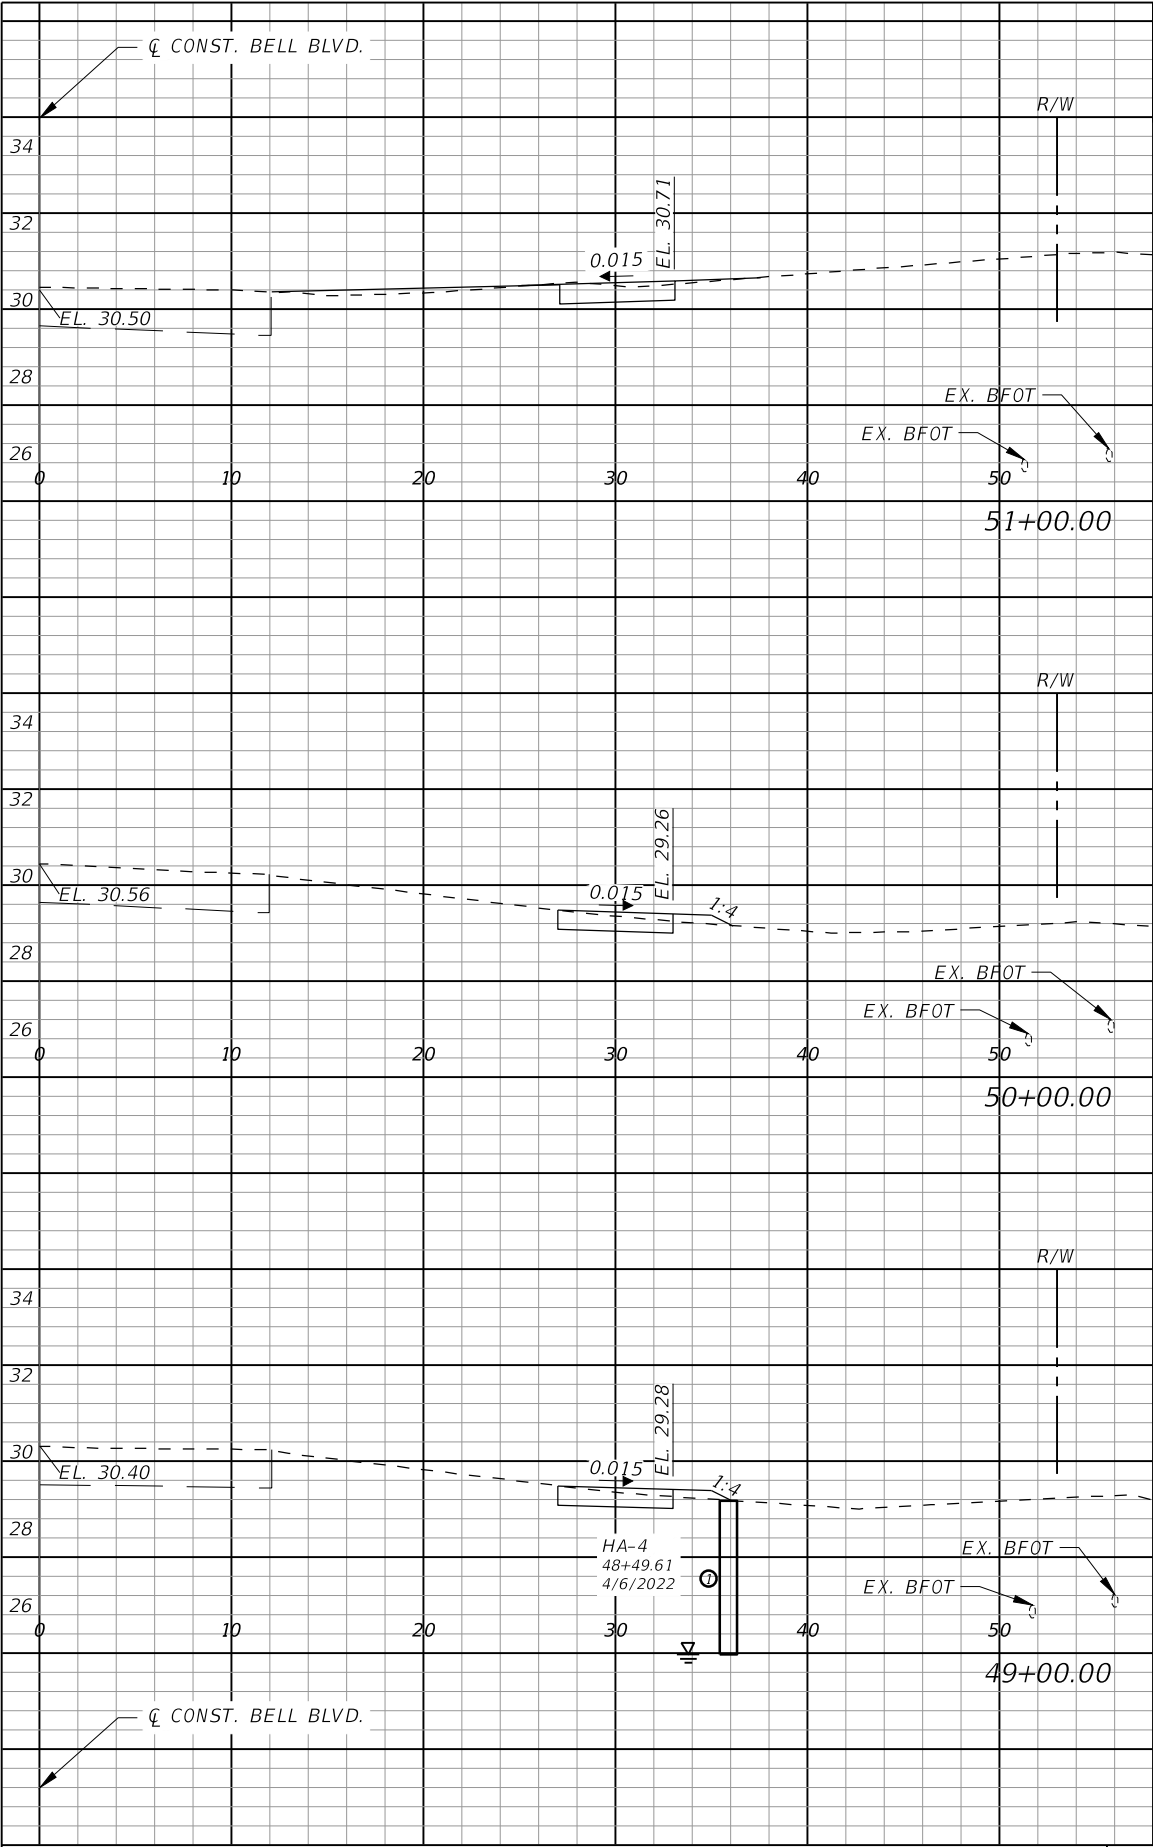 ℄ CONST. BELL BLVD.
R/W
34
32
EL. 30.71
0.015
30
EL. 30.50
28
EX. BFOT
EX. BFOT
26
0 10 20 30 40 50
51+00.00
R/W
34
32
EL. 29.26
30
0.015
EL. 30.56
1:4
28
EX. BFOT
EX. BFOT
26
0 10 20 30 40 50
50+00.00
R/W
34
32
EL. 29.28
30
0.015
EL. 30.40
1:4
28
HA-4
48+49.61
4/6/2022
1
EX. BFOT
EX. BFOT
26
0 10 20 30 40 50
49+00.00
℄ CONST. BELL BLVD.